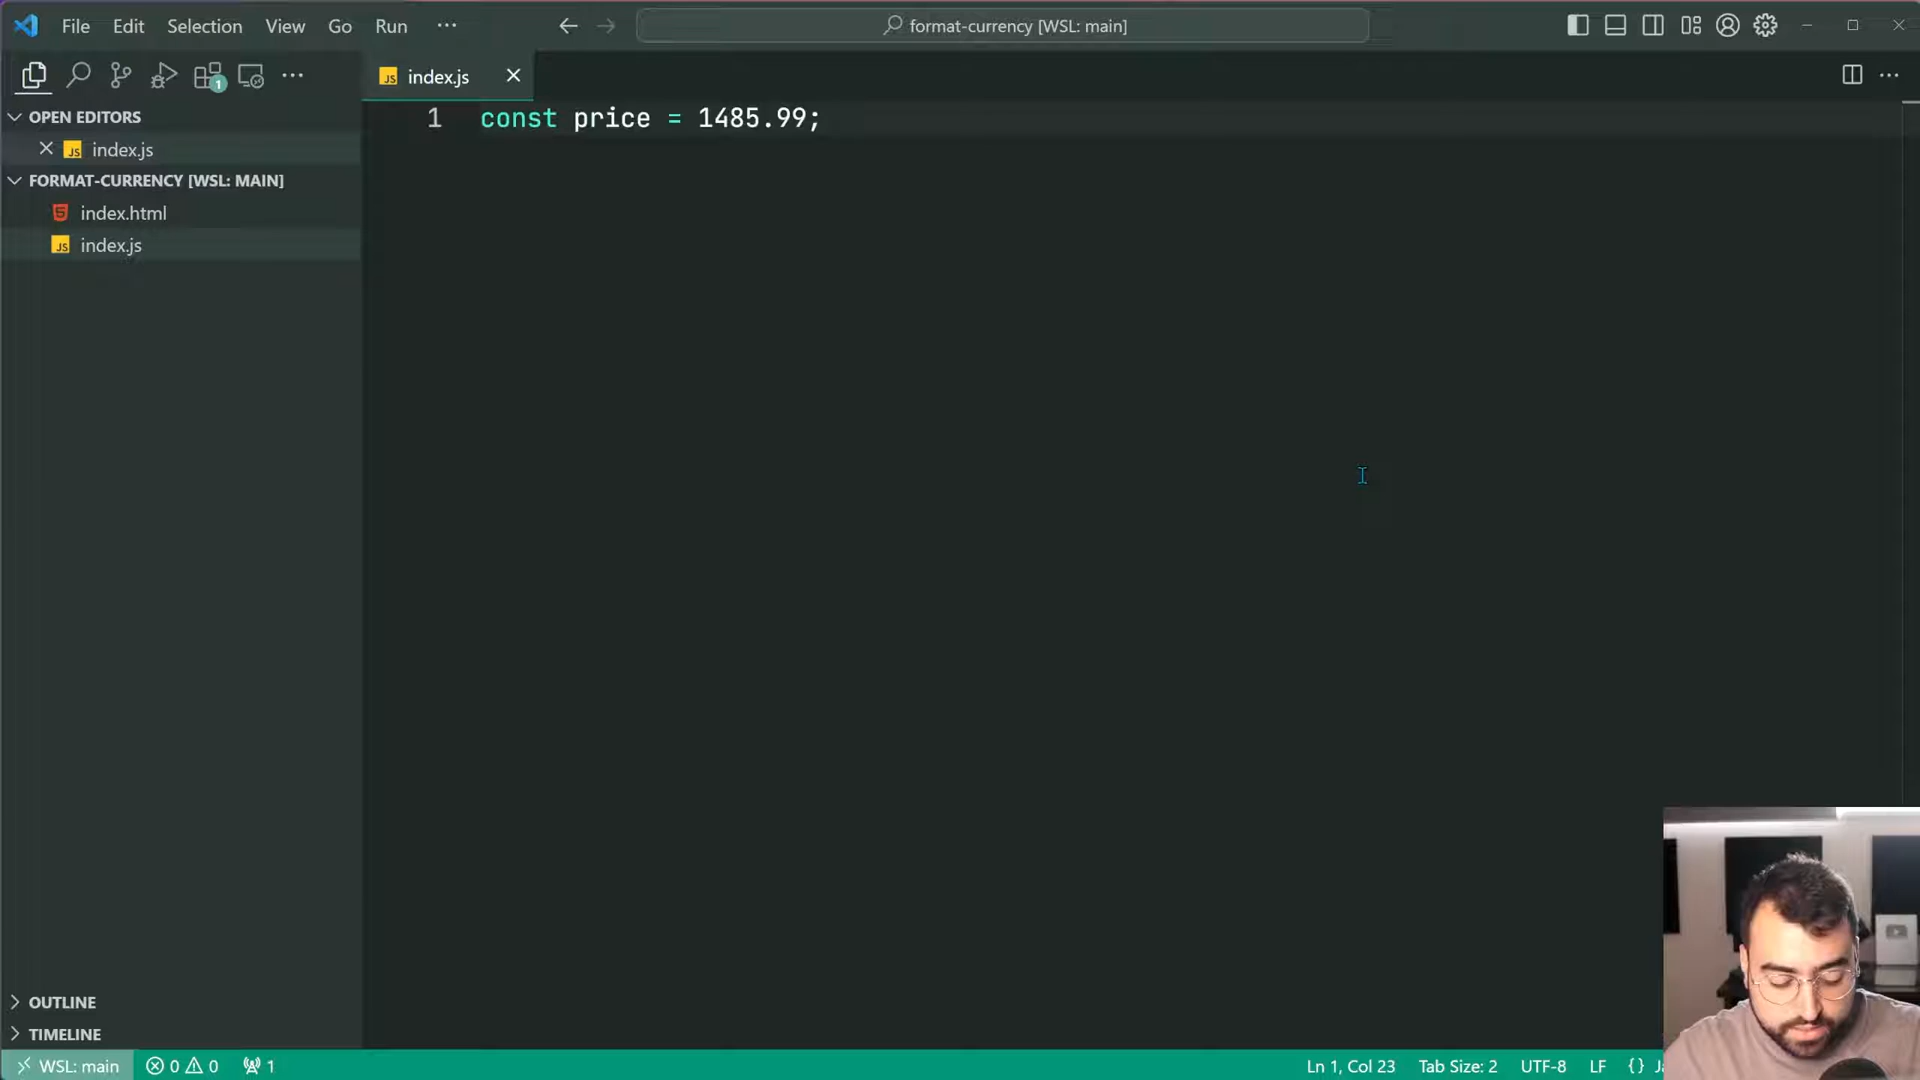 File Edit Selection View Go Run ···
format-currency [WSL: main]
1
index.js
OPEN EDITORS
index.js
FORMAT-CURRENCY [WSL: MAIN]
index.html
index.js
1 const price = 1485.99;
OUTLINE
TIMELINE
WSL: main 0 0 1 Ln 1, Col 23 Tab Size: 2 UTF-8 LF {}